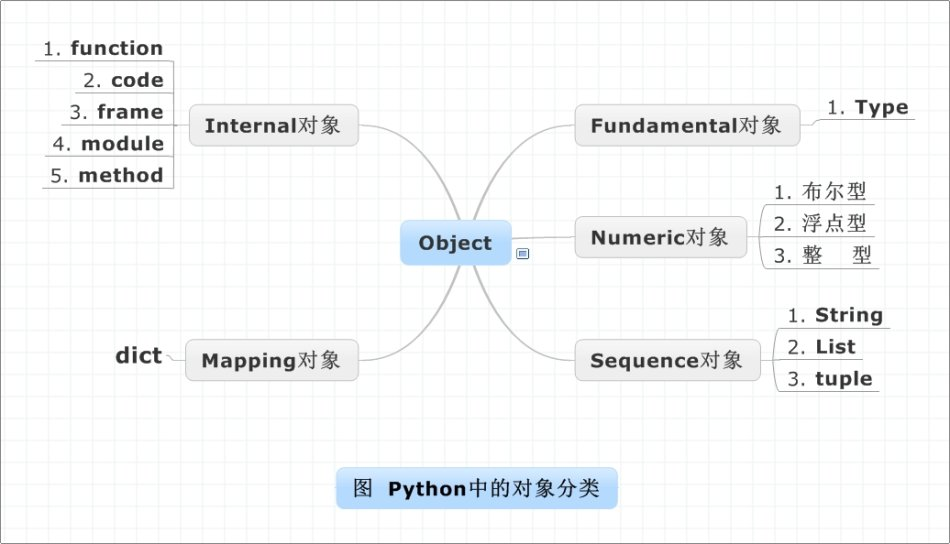 1. function
2. code
3. frame
4. module
5. method
Internal对象
Fundamental对象
1. Type
Object
Numeric对象
1. 布尔型
2. 浮点型
3. 整 型
dict
Mapping对象
Sequence对象
1. String
2. List
3. tuple
图 Python中的对象分类